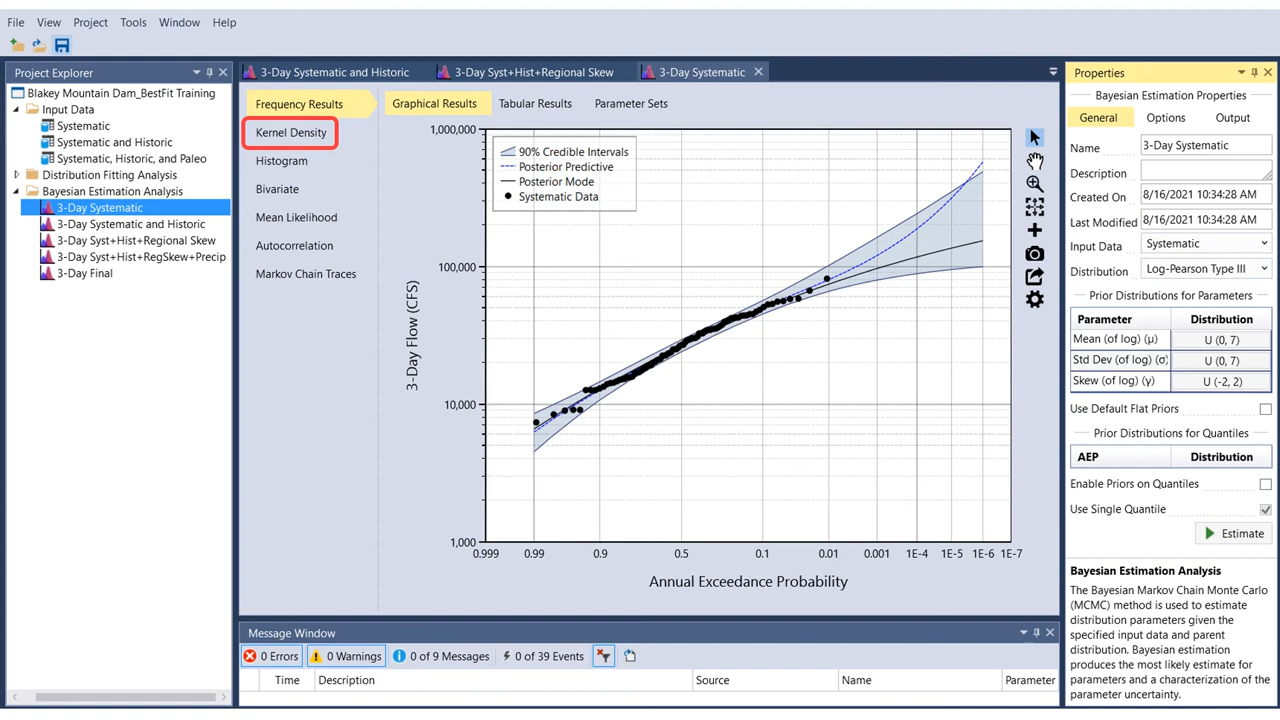 File View Project Tools Window Help
Project Explorer
Blakey Mountain Dam_BestFit Training
Input Data
Systematic
Systematic and Historic
Systematic, Historic, and Paleo
Distribution Fitting Analysis
Bayesian Estimation Analysis
3-Day Systematic
3-Day Systematic and Historic
3-Day Syst+Hist+Regional Skew
3-Day Syst+Hist+RegSkew+Precip
3-Day Final
3-Day Systematic and Historic 3-Day Syst+Hist+Regional Skew 3-Day Systematic
Frequency Results
Kernel Density
Histogram
Bivariate
Mean Likelihood
Autocorrelation
Markov Chain Traces
Graphical Results Tabular Results Parameter Sets
1,000,000
100,000
10,000
1,000
3-Day Flow (CFS)
90% Credible Intervals
Posterior Predictive
Posterior Mode
Systematic Data
0.999 0.99 0.9 0.5 0.1 0.01 0.001 1E-4 1E-5 1E-6 1E-7
Annual Exceedance Probability
Message Window
0 Errors 0 Warnings 0 of 9 Messages 0 of 39 Events
Time Description Source Name Parameter
Properties
Bayesian Estimation Properties
General Options Output
Name 3-Day Systematic
Description
Created On 8/16/2021 10:34:28 AM
Last Modified 8/16/2021 10:34:28 AM
Input Data Systematic
Distribution Log-Pearson Type III
Prior Distributions for Parameters
Parameter Distribution
Mean (of log) (µ) U (0, 7)
Std Dev (of log) (σ) U (0, 7)
Skew (of log) (γ) U (-2, 2)
Use Default Flat Priors
Prior Distributions for Quantiles
AEP Distribution
Enable Priors on Quantiles
Use Single Quantile
Estimate
Bayesian Estimation Analysis
The Bayesian Markov Chain Monte Carlo
(MCMC) method is used to estimate
distribution parameters given the
specified input data and parent
distribution. Bayesian estimation
produces the most likely estimate for
parameters and a characterization of the
parameter uncertainty.